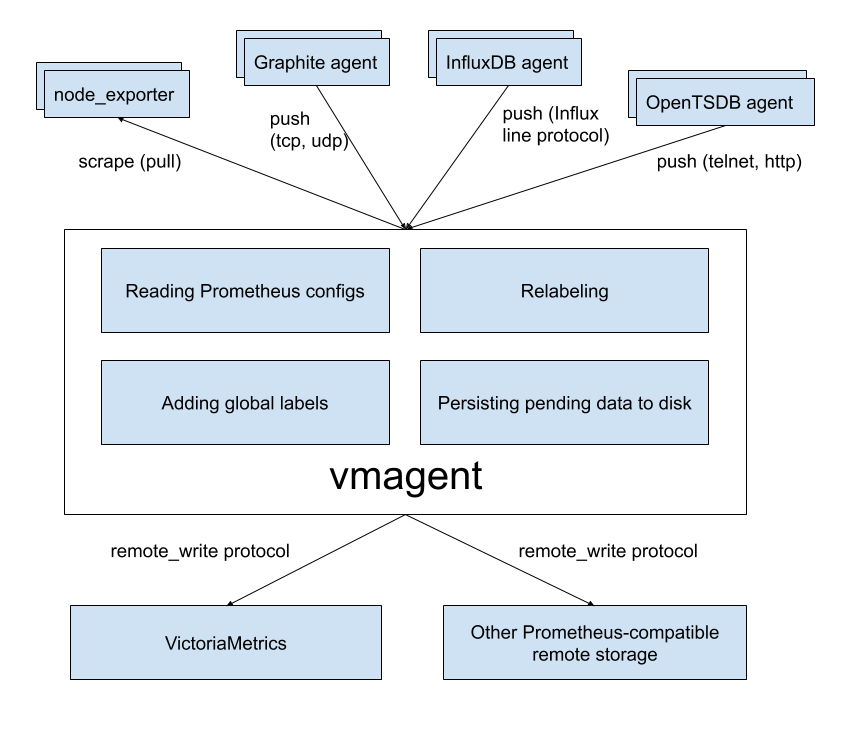 node_exporter
Graphite agent
InfluxDB agent
OpenTSDB agent
scrape (pull)
push
(tcp, udp)
push (Influx
line protocol)
push (telnet, http)
Reading Prometheus configs
Relabeling
Adding global labels
Persisting pending data to disk
vmagent
remote_write protocol
remote_write protocol
VictoriaMetrics
Other Prometheus-compatible
remote storage